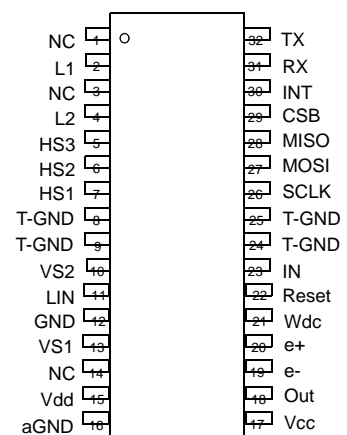 NC 1 32 TX
L1 2 31 RX
NC 3 30 INT
L2 4 29 CSB
HS3 5 28 MISO
HS2 6 27 MOSI
HS1 7 26 SCLK
T-GND 8 25 T-GND
T-GND 9 24 T-GND
VS2 10 23 IN
LIN 11 22 Reset
GND 12 21 Wdc
VS1 13 20 e+
NC 14 19 e-
Vdd 15 18 Out
aGND 16 17 Vcc